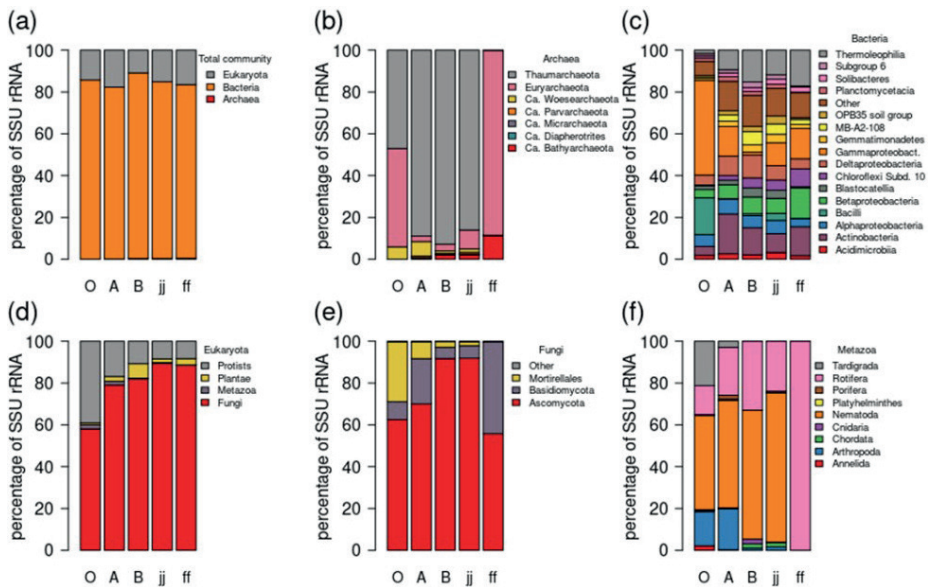 (a)
percentage of SSU rRNA
100
80
60
40
20
0
O A B jj ff
Total community
Eukaryota
Bacteria
Archaea
(b)
percentage of SSU rRNA
100
80
60
40
20
0
O A B jj ff
Archaea
Thaumarchaeota
Euryarchaeota
Ca. Woesearchaeota
Ca. Parvarchaeota
Ca. Micrarchaeota
Ca. Diapherotrites
Ca. Bathyarchaeota
(c)
percentage of SSU rRNA
100
80
60
40
20
0
O A B jj ff
Bacteria
Thermoleophilia
Subgroup 6
Solibacteres
Planctomycetacia
Other
OPB35 soil group
MB-A2-108
Gemmatimonadetes
Gammaproteobact.
Deltaproteobacteria
Chloroflexi Subd. 10
Blastocatellia
Betaproteobacteria
Bacilli
Alphaproteobacteria
Actinobacteria
Acidimicrobiia
(d)
percentage of SSU rRNA
100
80
60
40
20
0
O A B jj ff
Eukaryota
Protists
Plantae
Metazoa
Fungi
(e)
percentage of SSU rRNA
100
80
60
40
20
0
O A B jj ff
Fungi
Other
Mortirellales
Basidiomycota
Ascomycota
(f)
percentage of SSU rRNA
100
80
60
40
20
0
O A B jj ff
Metazoa
Tardigrada
Rotifera
Porifera
Platyhelminthes
Nematoda
Cnidaria
Chordata
Arthropoda
Annelida